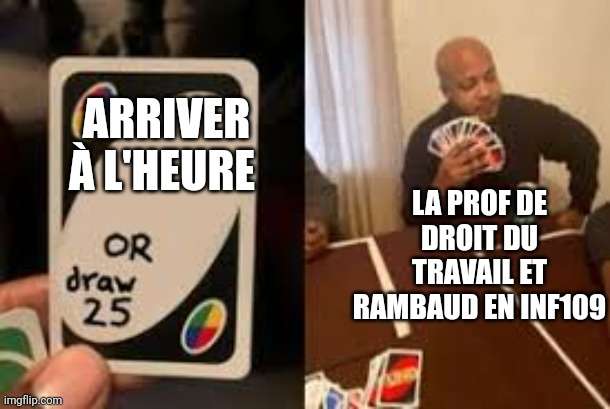 ARRIVER
À L'HEURE
OR
draw
25
LA PROF DE
DROIT DU
TRAVAIL ET
RAMBAUD EN INF109
UNO
imgflip.com